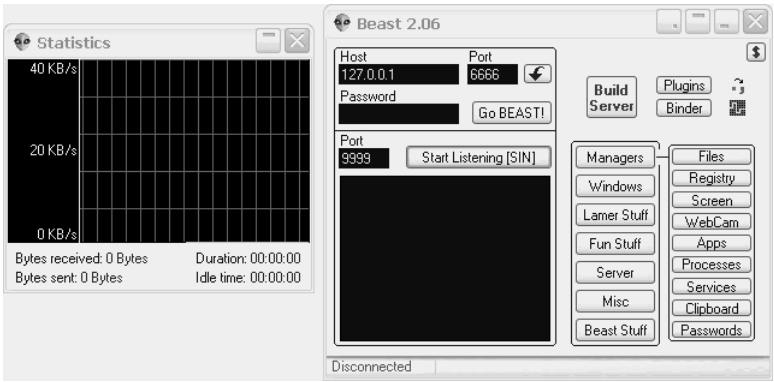 Statistics
40 KB/s
20 KB/s
0 KB/s
Bytes received: 0 Bytes Duration: 00:00:00
Bytes sent: 0 Bytes Idle time: 00:00:00
Beast 2.06
$
Host Port
127.0.0.1 6666
Password
Go BEAST!
Port
9999 Start Listening [SIN]
Build
Server
Plugins
Binder
Managers
Windows
Lamer Stuff
Fun Stuff
Server
Misc
Beast Stuff
Files
Registry
Screen
WebCam
Apps
Processes
Services
Clipboard
Passwords
Disconnected